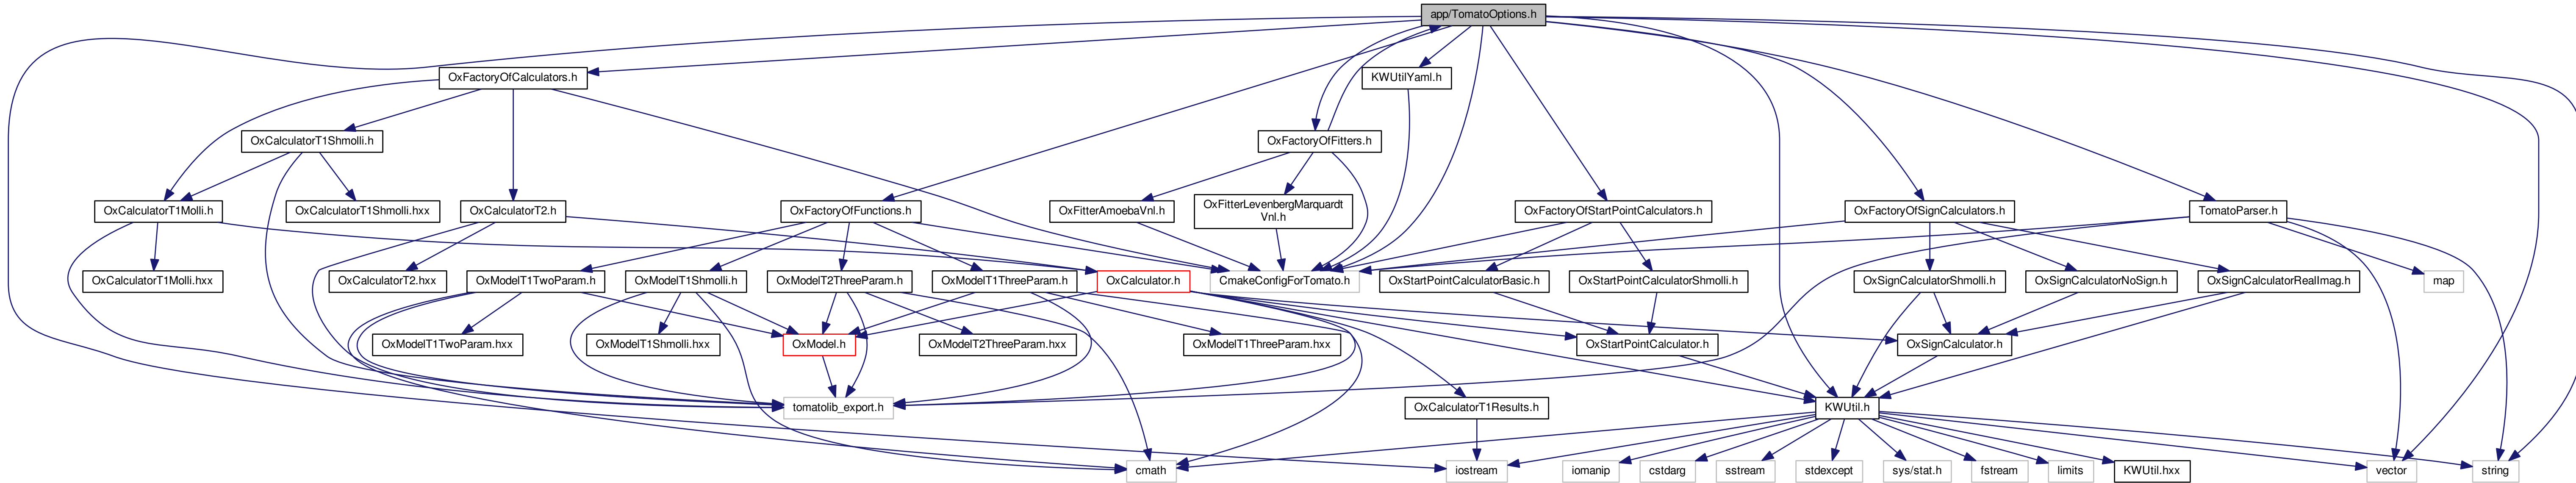 app/TomatoOptions.h
OxFactoryOfCalculators.h
KWUtilYaml.h
OxCalculatorT1Shmolli.h
OxFactoryOfFitters.h
OxCalculatorT1Molli.h
OxCalculatorT1Shmolli.hxx
OxCalculatorT2.h
OxFactoryOfFunctions.h
OxFitterAmoebaVnl.h
OxFitterLevenbergMarquardt
Vnl.h
OxFactoryOfStartPointCalculators.h
OxFactoryOfSignCalculators.h
TomatoParser.h
OxCalculatorT1Molli.hxx
OxCalculatorT2.hxx
OxModelT1TwoParam.h
OxModelT1Shmolli.h
OxModelT2ThreeParam.h
OxModelT1ThreeParam.h
OxCalculator.h
CmakeConfigForTomato.h
OxStartPointCalculatorBasic.h
OxStartPointCalculatorShmolli.h
OxSignCalculatorShmolli.h
OxSignCalculatorNoSign.h
OxSignCalculatorRealImag.h
map
OxModelT1TwoParam.hxx
OxModelT1Shmolli.hxx
OxModel.h
OxModelT2ThreeParam.hxx
OxModelT1ThreeParam.hxx
OxStartPointCalculator.h
OxSignCalculator.h
tomatolib_export.h
OxCalculatorT1Results.h
KWUtil.h
cmath
iostream
iomanip
cstdarg
sstream
stdexcept
sys/stat.h
fstream
limits
KWUtil.hxx
vector
string